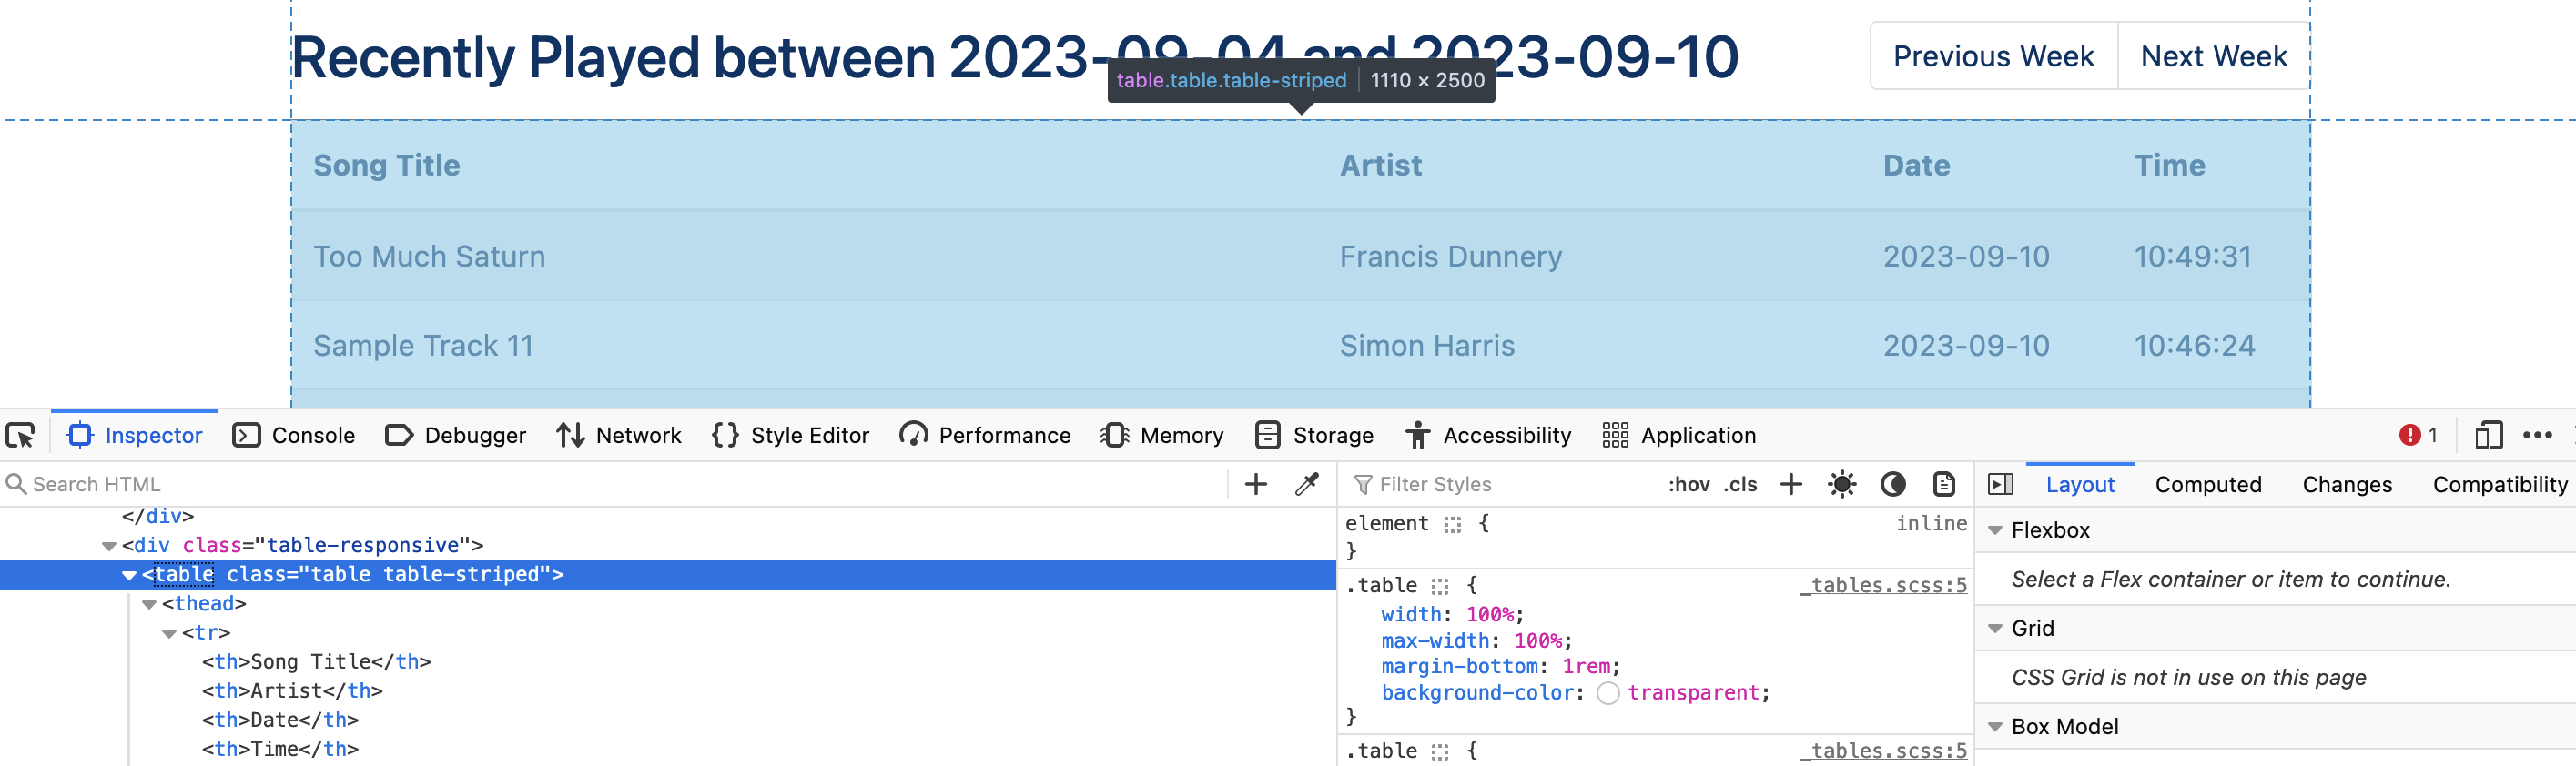 Recently Played between 2023-09-04 and 2023-09-10
Previous Week Next Week
table.table.table-striped 1110 × 2500
Song Title Artist Date Time
Too Much Saturn Francis Dunnery 2023-09-10 10:49:31
Sample Track 11 Simon Harris 2023-09-10 10:46:24
Inspector Console Debugger Network Style Editor Performance Memory Storage Accessibility Application 1
Search HTML
</div>
<div class="table-responsive">
<table class="table table-striped">
<thead>
<tr>
<th>Song Title</th>
<th>Artist</th>
<th>Date</th>
<th>Time</th>
Filter Styles :hov .cls
element { inline
}
.table { _tables.scss:5
width: 100%;
max-width: 100%;
margin-bottom: 1rem;
background-color: transparent;
}
.table { _tables.scss:5
Layout Computed Changes Compatibility
Flexbox
Select a Flex container or item to continue.
Grid
CSS Grid is not in use on this page
Box Model